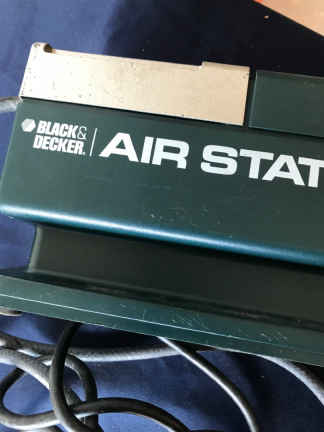 BLACK&
DECKER.
AIR STAT